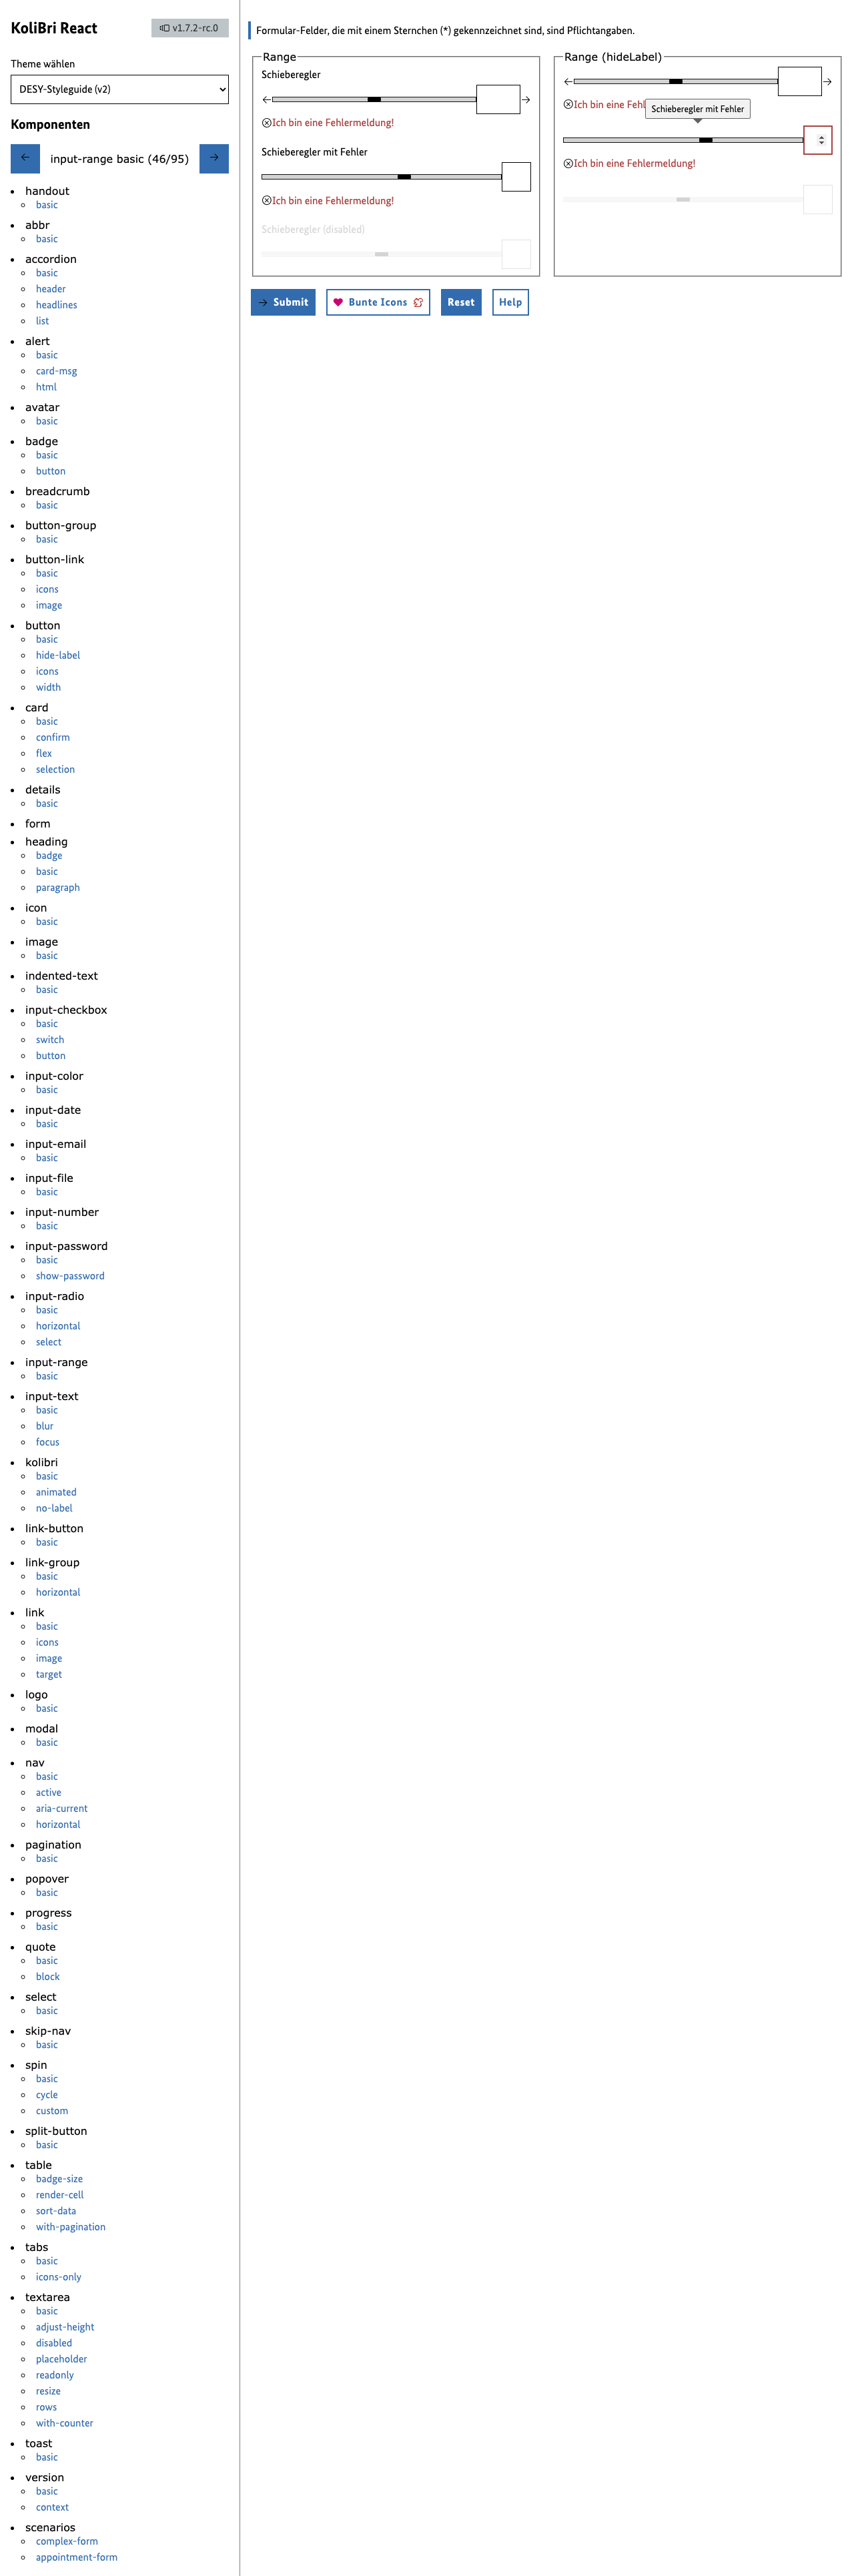 KoliBri React
v1.7.2-rc.0
Theme wählen
DESY-Styleguide (v2)
Komponenten
input-range basic (46/95)
handout
basic
abbr
basic
accordion
basic
header
headlines
list
alert
basic
card-msg
html
avatar
basic
badge
basic
button
breadcrumb
basic
button-group
basic
button-link
basic
icons
image
button
basic
hide-label
icons
width
card
basic
confirm
flex
selection
details
basic
form
heading
badge
basic
paragraph
icon
basic
image
basic
indented-text
basic
input-checkbox
basic
switch
button
input-color
basic
input-date
basic
input-email
basic
input-file
basic
input-number
basic
input-password
basic
show-password
input-radio
basic
horizontal
select
input-range
basic
input-text
basic
blur
focus
kolibri
basic
animated
no-label
link-button
basic
link-group
basic
horizontal
link
basic
icons
image
target
logo
basic
modal
basic
nav
basic
active
aria-current
horizontal
pagination
basic
popover
basic
progress
basic
quote
basic
block
select
basic
skip-nav
basic
spin
basic
cycle
custom
split-button
basic
table
badge-size
render-cell
sort-data
with-pagination
tabs
basic
icons-only
textarea
basic
adjust-height
disabled
placeholder
readonly
resize
rows
with-counter
toast
basic
version
basic
context
scenarios
complex-form
appointment-form
Formular-Felder, die mit einem Sternchen (*) gekennzeichnet sind, sind Pflichtangaben.
Range
Schieberegler
Ich bin eine Fehlermeldung!
Schieberegler mit Fehler
Ich bin eine Fehlermeldung!
Schieberegler (disabled)
Range (hideLabel)
Ich bin eine Fehl
Schieberegler mit Fehler
Ich bin eine Fehlermeldung!
Submit
Bunte Icons
Reset
Help